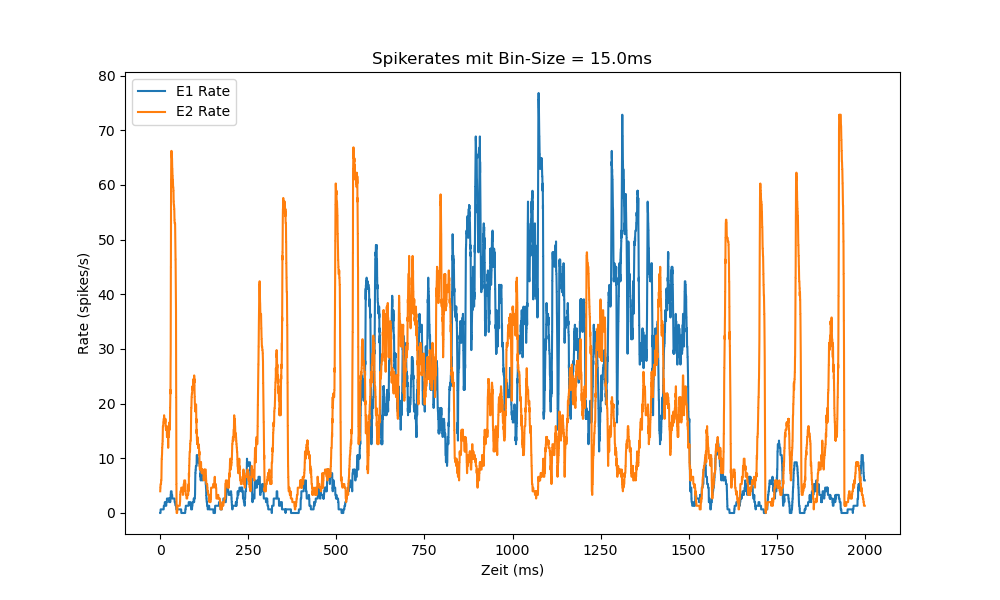 Spikerates mit Bin-Size = 15.0ms
E1 Rate
E2 Rate
80
70
60
50
40
30
20
10
0
Rate (spikes/s)
0 250 500 750 1000 1250 1500 1750 2000
Zeit (ms)